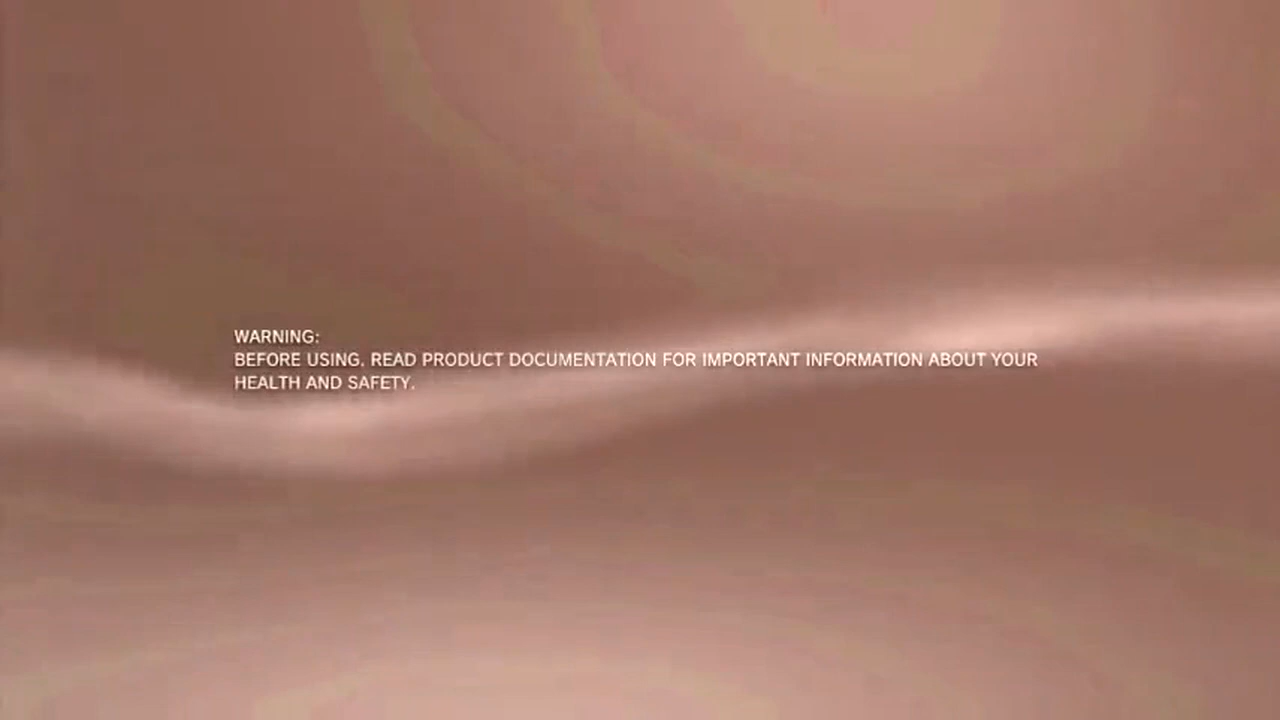 WARNING:
BEFORE USING, READ PRODUCT DOCUMENTATION FOR IMPORTANT INFORMATION ABOUT YOUR
HEALTH AND SAFETY.